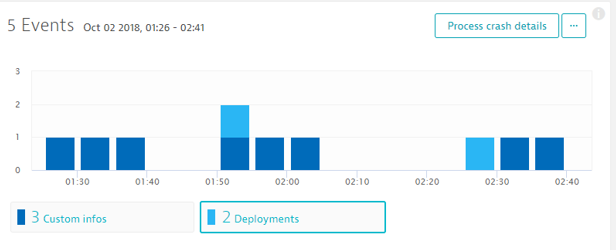 5 Events Oct 02 2018, 01:26 - 02:41
Process crash details
...
3
2
1
0
01:30 01:40 01:50 02:00 02:10 02:20 02:30 02:40
3 Custom infos
2 Deployments